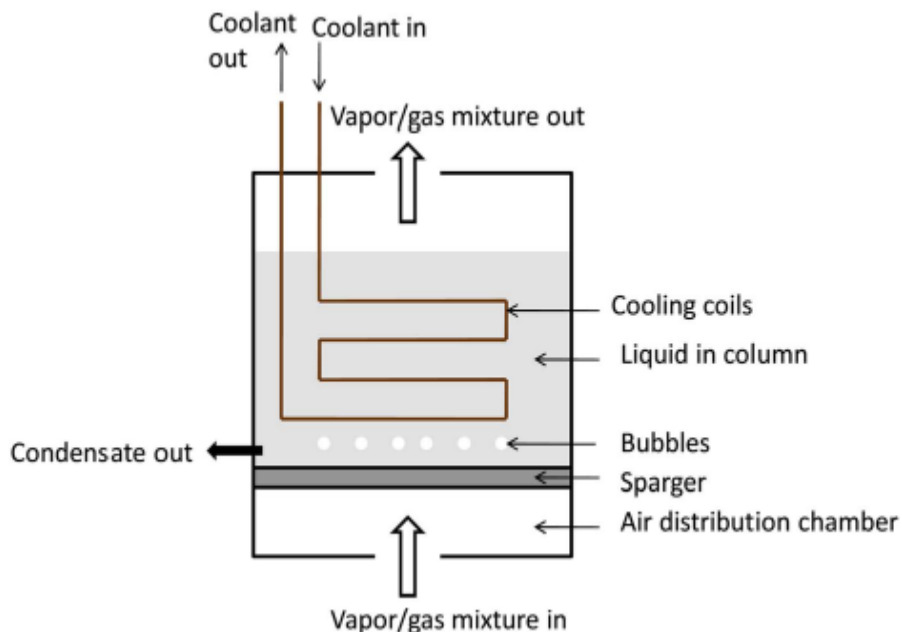 Coolant
out
Coolant in
Vapor/gas mixture out
Cooling coils
Liquid in column
Bubbles
Condensate out
Sparger
Air distribution chamber
Vapor/gas mixture in